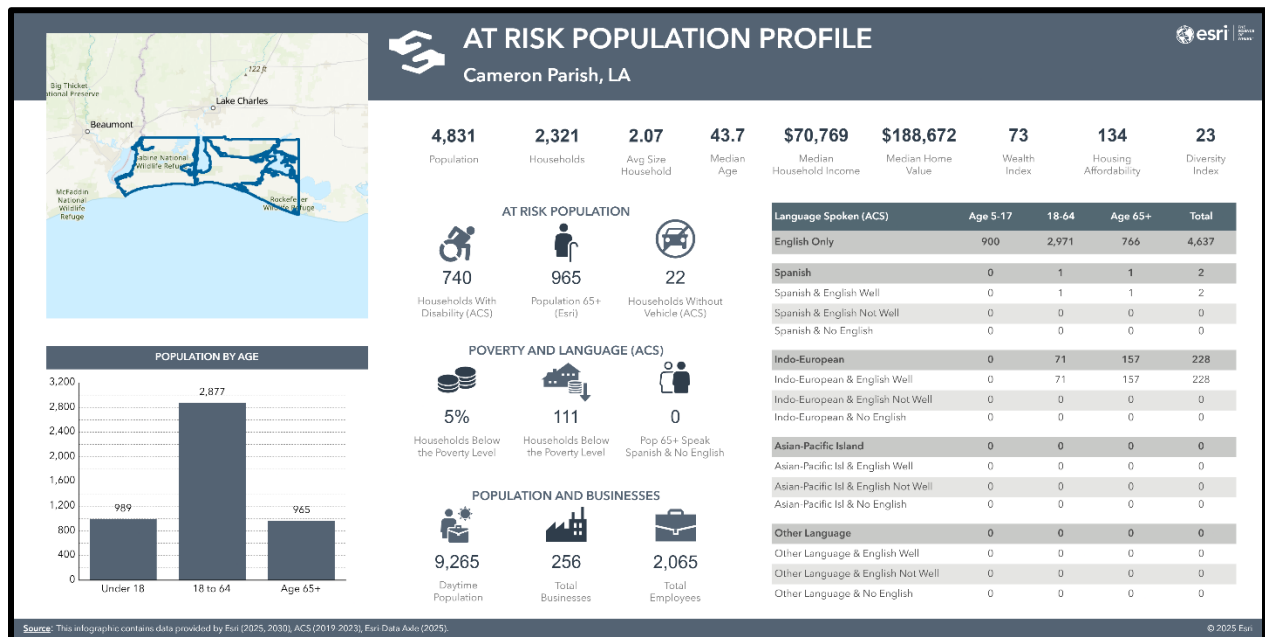 AT RISK POPULATION PROFILE
Cameron Parish, LA
esri
THE
SCIENCE
OF
WHERE
122 ft
Big Thicket
National Preserve
Lake Charles
Beaumont
Sabine National
Wildlife Refuge
McFaddin
National
Wildlife
Refuge
Rockefeller
Wildlife Refuge
4,831
Population
2,321
Households
2.07
Avg Size
Household
43.7
Median
Age
$70,769
Median
Household Income
$188,672
Median Home
Value
73
Wealth
Index
134
Housing
Affordability
23
Diversity
Index
AT RISK POPULATION
740
Households With
Disability (ACS)
965
Population 65+
(Esri)
22
Households Without
Vehicle (ACS)
POVERTY AND LANGUAGE (ACS)
5%
Households Below
the Poverty Level
111
Households Below
the Poverty Level
0
Pop 65+ Speak
Spanish & No English
POPULATION AND BUSINESSES
9,265
Daytime
Population
256
Total
Businesses
2,065
Total
Employees
POPULATION BY AGE
3,200
2,800
2,400
2,000
1,600
1,200
800
400
0
989
2,877
965
Under 18
18 to 64
Age 65+
Language Spoken (ACS) Age 5-17 18-64 Age 65+ Total
English Only 900 2,971 766 4,637
Spanish 0 1 1 2
Spanish & English Well 0 1 1 2
Spanish & English Not Well 0 0 0 0
Spanish & No English 0 0 0 0
Indo-European 0 71 157 228
Indo-European & English Well 0 71 157 228
Indo-European & English Not Well 0 0 0 0
Indo-European & No English 0 0 0 0
Asian-Pacific Island 0 0 0 0
Asian-Pacific Isl & English Well 0 0 0 0
Asian-Pacific Isl & English Not Well 0 0 0 0
Asian-Pacific Isl & No English 0 0 0 0
Other Language 0 0 0 0
Other Language & English Well 0 0 0 0
Other Language & English Not Well 0 0 0 0
Other Language & No English 0 0 0 0
Source: This infographic contains data provided by Esri (2025, 2030), ACS (2019-2023), Esri-Data Axle (2025).
© 2025 Esri